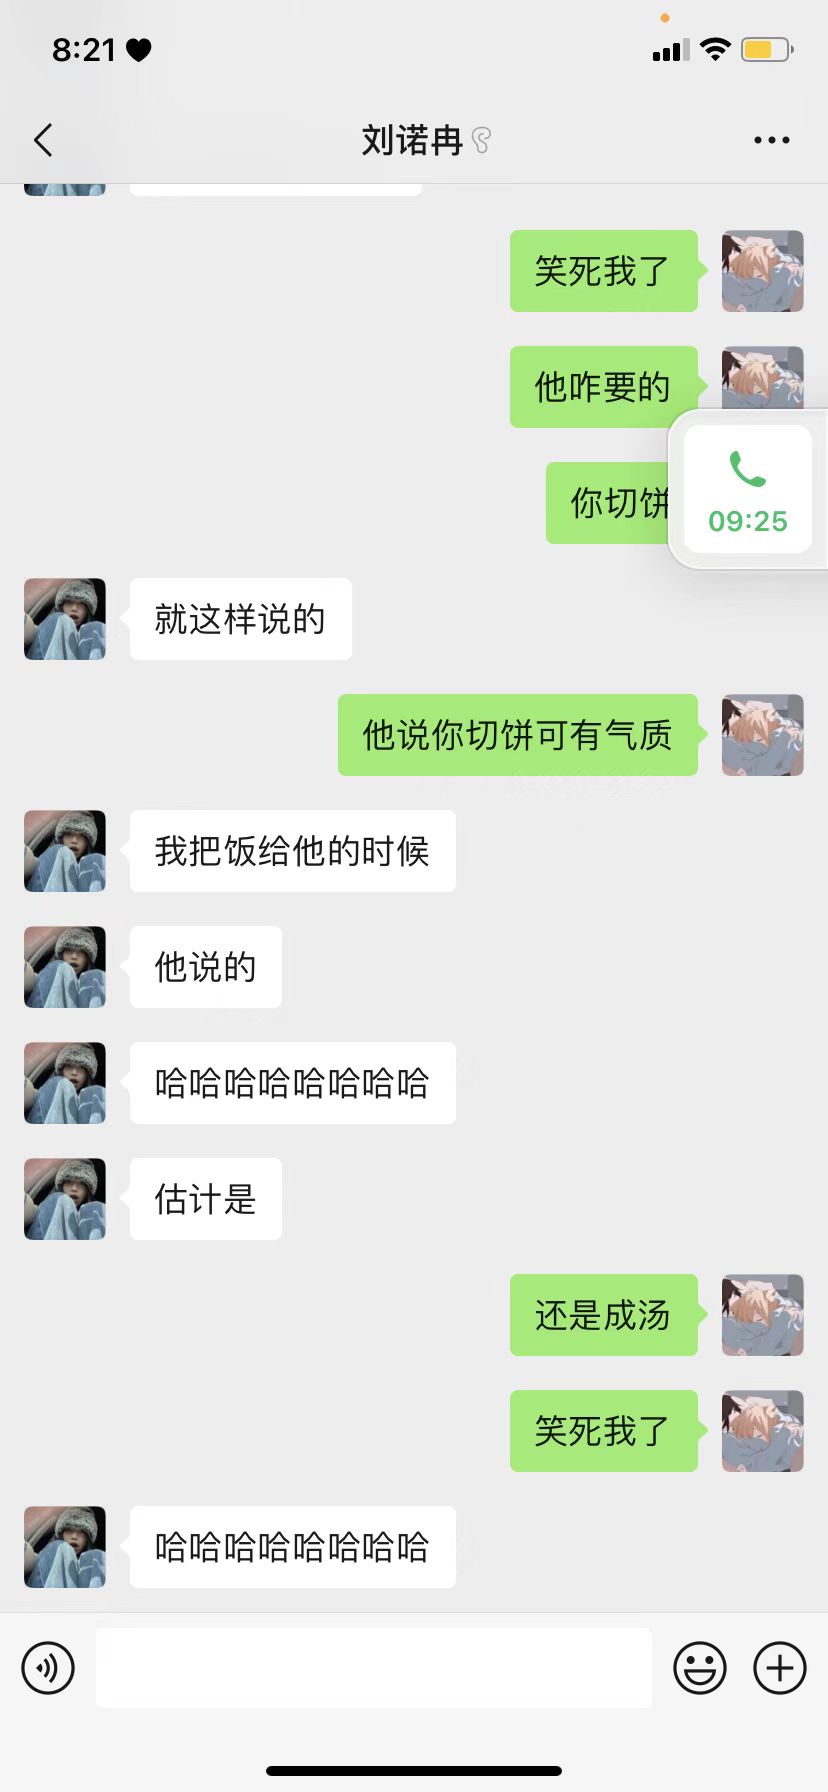 8:21
刘诺冉
笑死我了
他咋要的
你切饼
09:25
就这样说的
他说你切饼可有气质
我把饭给他的时候
他说的
哈哈哈哈哈哈哈哈
估计是
还是成汤
笑死我了
哈哈哈哈哈哈哈哈